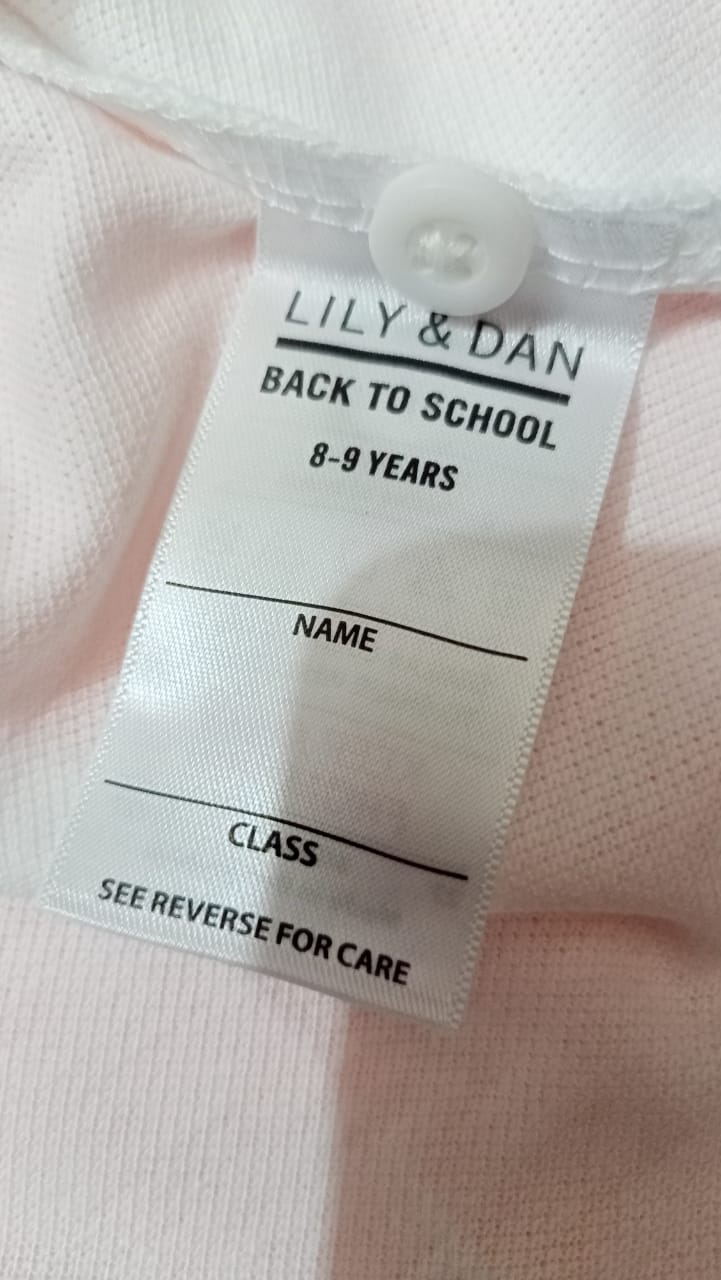 LILY & DAN
BACK TO SCHOOL
8-9 YEARS
NAME
CLASS
SEE REVERSE FOR CARE